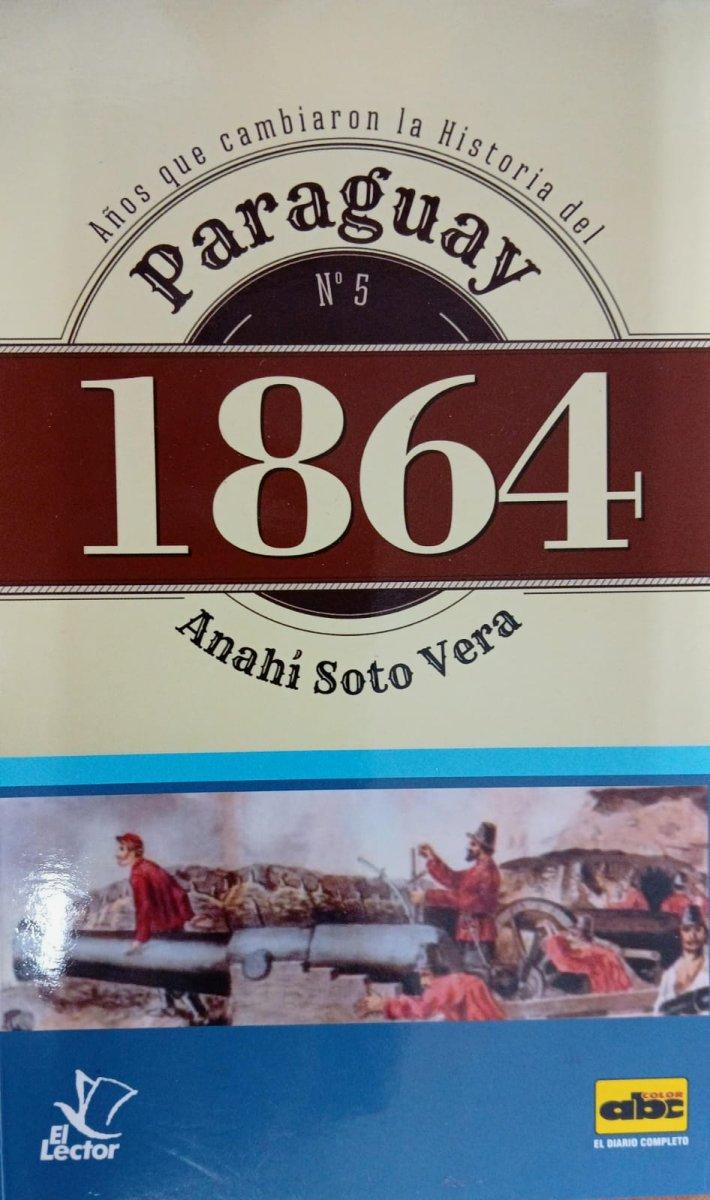 Años que cambiaron la Historia del
Paraguay
Nº 5
1864
Anahí Soto Vera
El
Lector
abc
COLOR
EL DIARIO COMPLETO